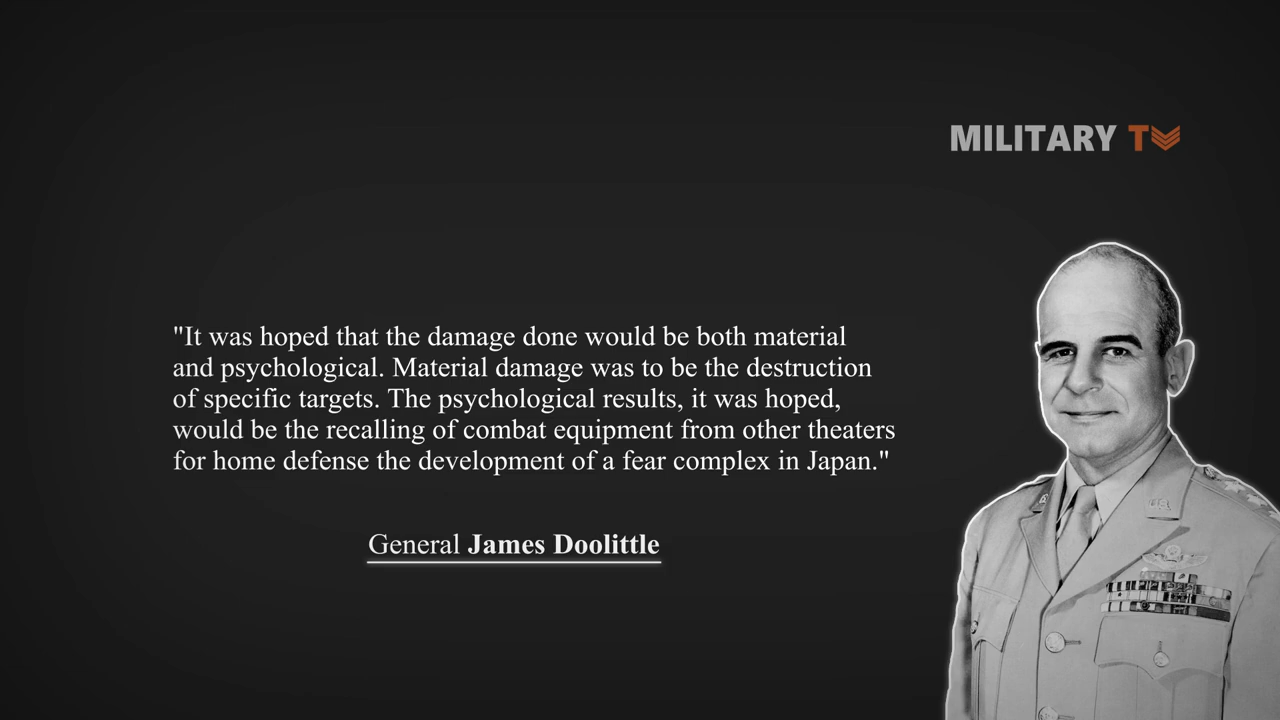 MILITARY TV
"It was hoped that the damage done would be both material
and psychological. Material damage was to be the destruction
of specific targets. The psychological results, it was hoped,
would be the recalling of combat equipment from other theaters
for home defense the development of a fear complex in Japan."
General James Doolittle